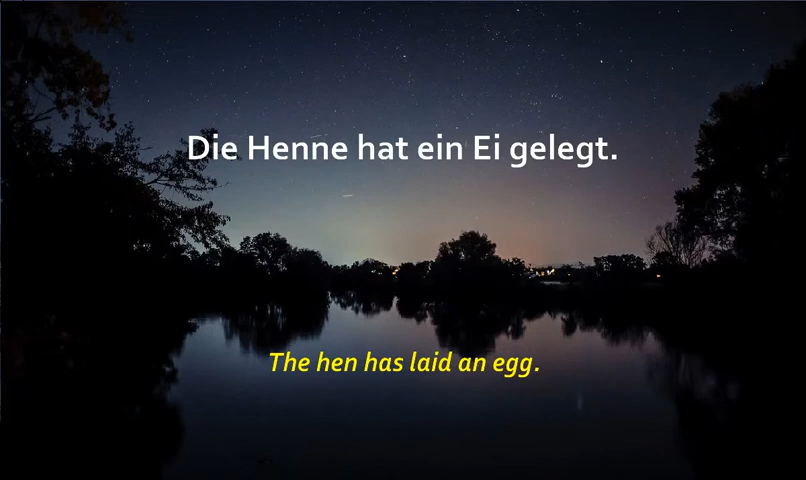 Die Henne hat ein Ei gelegt.
The hen has laid an egg.